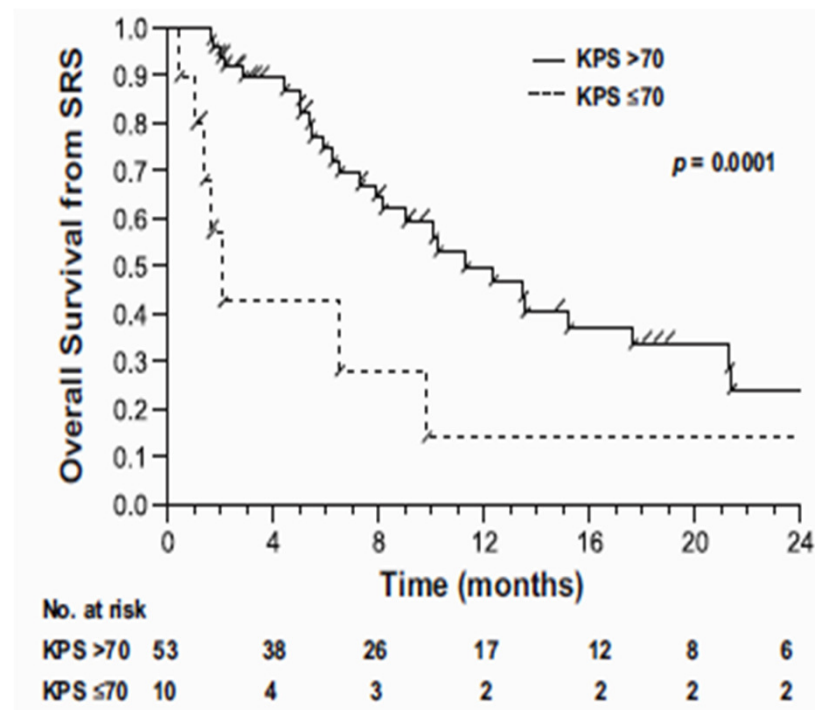 Overall Survival from SRS
1.0
0.9
0.8
0.7
0.6
0.5
0.4
0.3
0.2
0.1
0.0
KPS >70
KPS ≤70
p = 0.0001
0 4 8 12 16 20 24
Time (months)
No. at risk
KPS >70 53 38 26 17 12 8 6
KPS ≤70 10 4 3 2 2 2 2